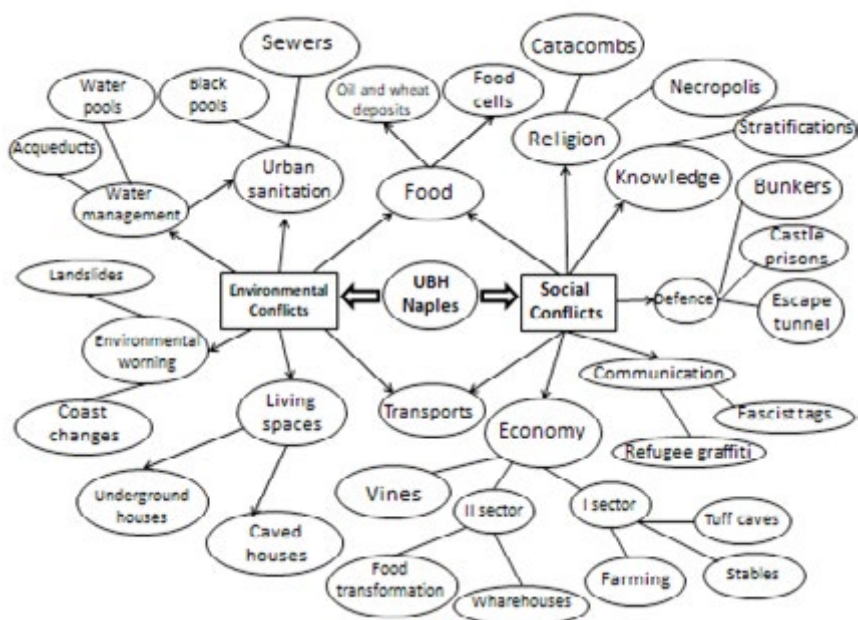 Sewers
Catacombs
Water
pools
Black
pools
Oil and wheat
deposits
Food
cells
Necropolis
Acqueducts
Religion
Stratifications
Water
management
Urban
sanitation
Food
Knowledge
Bunkers
Castle
prisons
Landslides
Environmental
Conflicts
UBH
Naples
Social
Conflicts
Defence
Escape
tunnel
Environmental
worning
Communication
Coast
changes
Living
spaces
Transports
Economy
Fascist tags
Refugee graffiti
Underground
houses
Vines
II sector
I sector
Tuff caves
Caved
houses
Food
transformation
Wharehouses
Farming
Stables